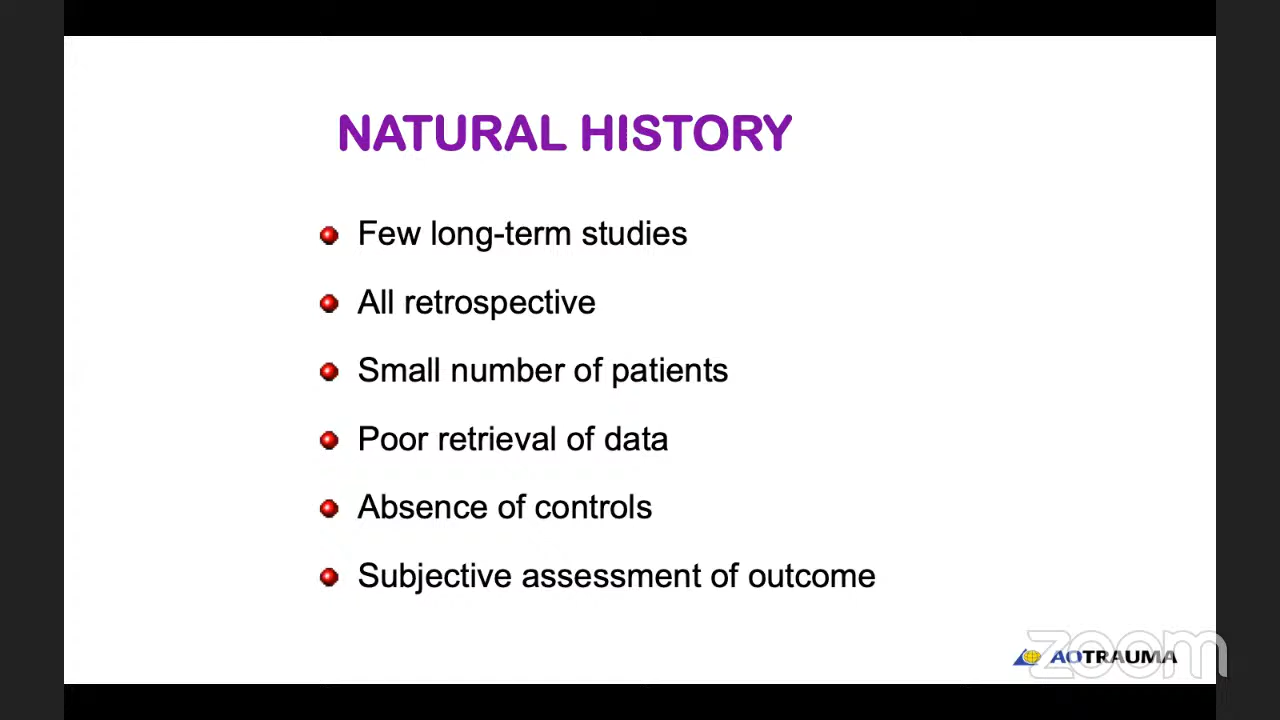 NATURAL HISTORY
Few long-term studies
All retrospective
Small number of patients
Poor retrieval of data
Absence of controls
Subjective assessment of outcome
AOTRAUMA
zoom